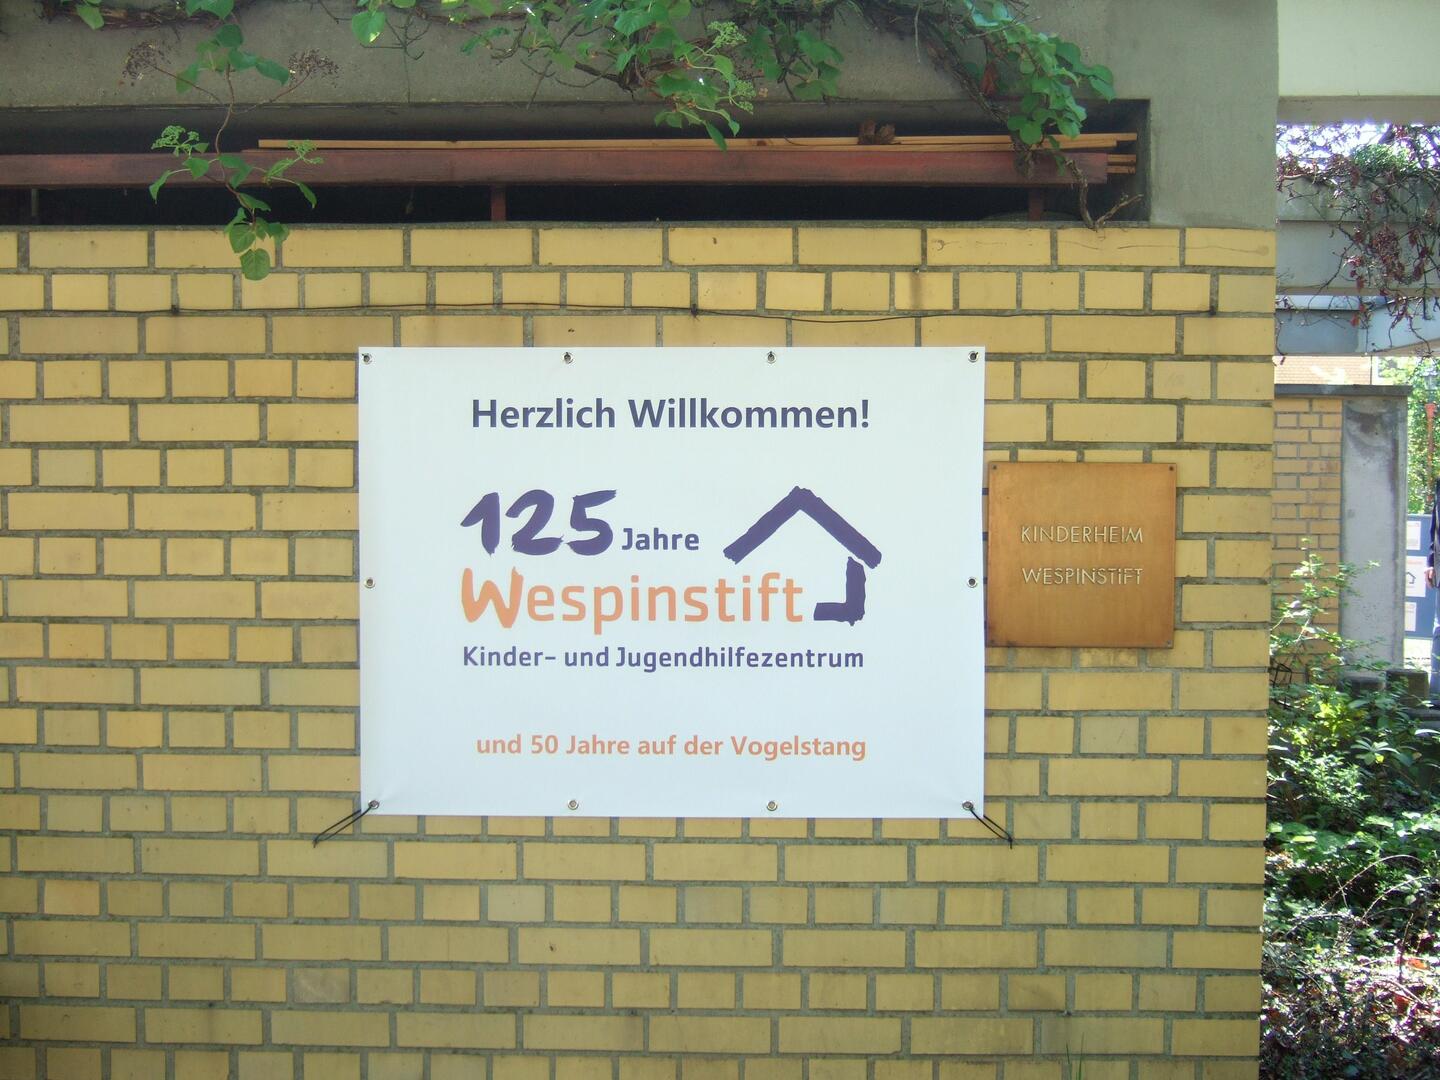 Herzlich Willkommen!
125 Jahre
Wespinstift
Kinder- und Jugendhilfezentrum
und 50 Jahre auf der Vogelstang
KINDERHEIM
WESPINSTIFT